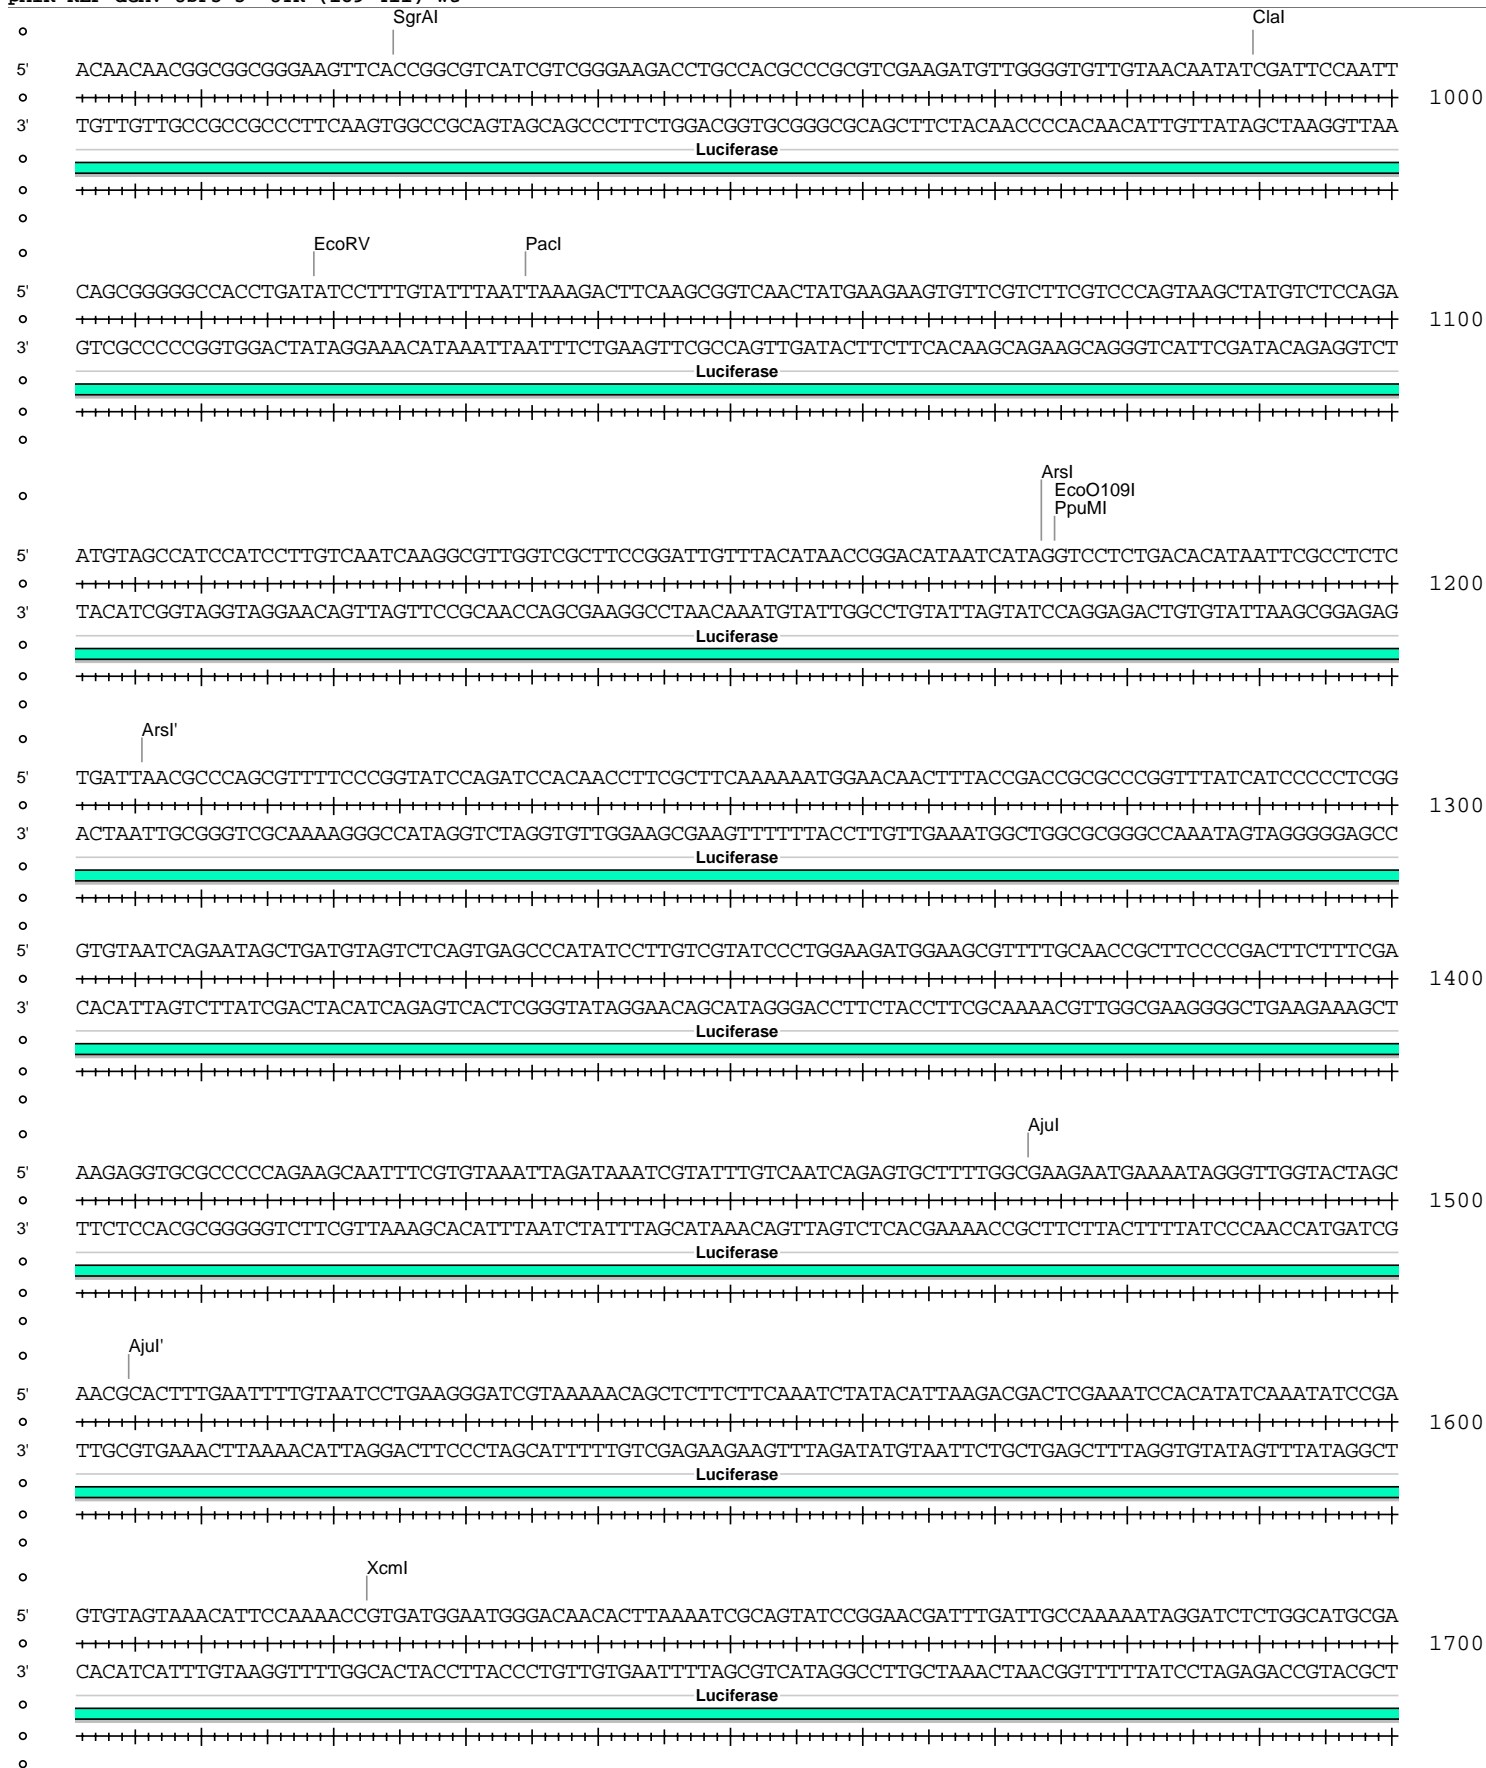 SgrAI ClaI
5' ACAACAACGGCGGCGGGAAGTTCACCGGCGTCATCGTCGGGAAGACCTGCCACGCCCGCGTCGAAGATGTTGGGGTGTTGTAACAATATCGATTCCAATT
1000
3' TGTTGTTGCCGCCGCCCTTCAAGTGGCCGCAGTAGCAGCCCTTCTGGACGGTGCGGGCGCAGCTTCTACAACCCCACAACATTGTTATAGCTAAGGTTAA
Luciferase
EcoRV PacI
5' CAGCGGGGGCCACCTGATATCCTTTGTATTTAATTAAAGACTTCAAGCGGTCAACTATGAAGAAGTGTTCGTCTTCGTCCCAGTAAGCTATGTCTCCAGA
1100
3' GTCGCCCCCGGTGGACTATAGGAAACATAAATTAATTTCTGAAGTTCGCCAGTTGATACTTCTTCACAAGCAGAAGCAGGGTCATTCGATACAGAGGTCT
Luciferase
ArsI
EcoO109I
PpuMI
5' ATGTAGCCATCCATCCTTGTCAATCAAGGCGTTGGTCGCTTCCGGATTGTTTACATAACCGGACATAATCATAGGTCCTCTGACACATAATTCGCCTCTC
1200
3' TACATCGGTAGGTAGGAACAGTTAGTTCCGCAACCAGCGAAGGCCTAACAAATGTATTGGCCTGTATTAGTATCCAGGAGACTGTGTATTAAGCGGAGAG
Luciferase
ArsI'
5' TGATTAACGCCCAGCGTTTTCCCGGTATCCAGATCCACAACCTTCGCTTCAAAAAATGGAACAACTTTACCGACCGCGCCCGGTTTATCATCCCCCTCGG
1300
3' ACTAATTGCGGGTCGCAAAAGGGCCATAGGTCTAGGTGTTGGAAGCGAAGTTTTTTACCTTGTTGAAATGGCTGGCGCGGGCCAAATAGTAGGGGGAGCC
Luciferase
5' GTGTAATCAGAATAGCTGATGTAGTCTCAGTGAGCCCATATCCTTGTCGTATCCCTGGAAGATGGAAGCGTTTTGCAACCGCTTCCCCGACTTCTTTCGA
1400
3' CACATTAGTCTTATCGACTACATCAGAGTCACTCGGGTATAGGAACAGCATAGGGACCTTCTACCTTCGCAAAACGTTGGCGAAGGGGCTGAAGAAAGCT
Luciferase
AjuI
5' AAGAGGTGCGCCCCCAGAAGCAATTTCGTGTAAATTAGATAAATCGTATTTGTCAATCAGAGTGCTTTTGGCGAAGAATGAAAATAGGGTTGGTACTAGC
1500
3' TTCTCCACGCGGGGGTCTTCGTTAAAGCACATTTAATCTATTTAGCATAAACAGTTAGTCTCACGAAAACCGCTTCTTACTTTTATCCCAACCATGATCG
Luciferase
AjuI'
5' AACGCACTTTGAATTTTGTAATCCTGAAGGGATCGTAAAAACAGCTCTTCTTCAAATCTATACATTAAGACGACTCGAAATCCACATATCAAATATCCGA
1600
3' TTGCGTGAAACTTAAAACATTAGGACTTCCCTAGCATTTTTGTCGAGAAGAAGTTTAGATATGTAATTCTGCTGAGCTTTAGGTGTATAGTTTATAGGCT
Luciferase
XcmI
5' GTGTAGTAAACATTCCAAAACCGTGATGGAATGGGACAACACTTAAAATCGCAGTATCCGGAACGATTTGATTGCCAAAAATAGGATCTCTGGCATGCGA
1700
3' CACATCATTTGTAAGGTTTTGGCACTACCTTACCCTGTTGTGAATTTTAGCGTCATAGGCCTTGCTAAACTAACGGTTTTTATCCTAGAGACCGTACGCT
Luciferase